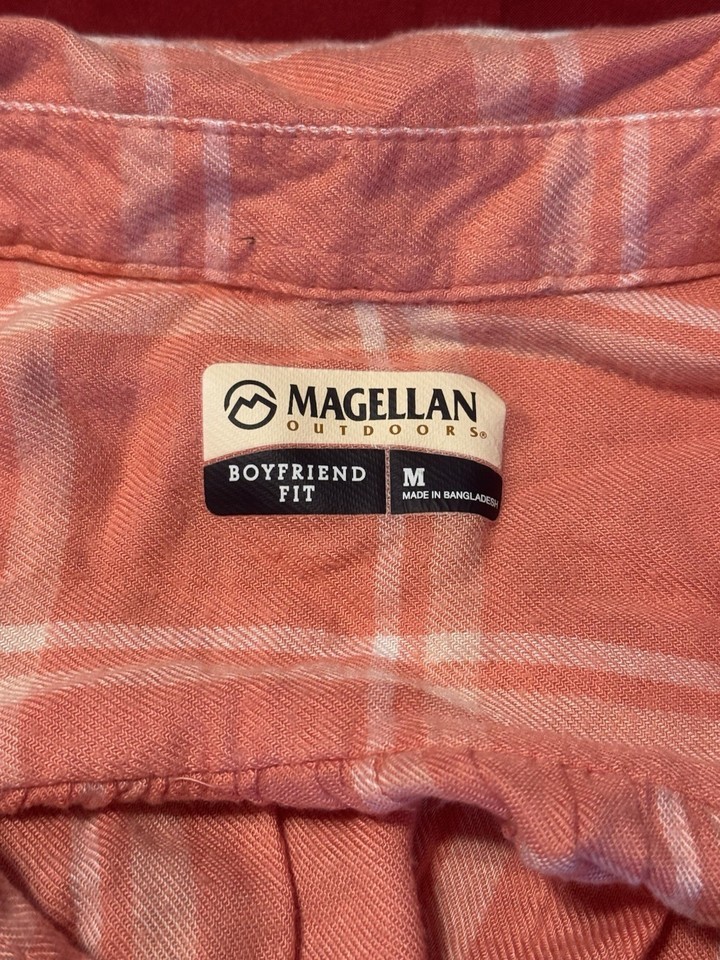 MAGELLAN
OUTDOORS®
BOYFRIEND
FIT
M
MADE IN BANGLADESH